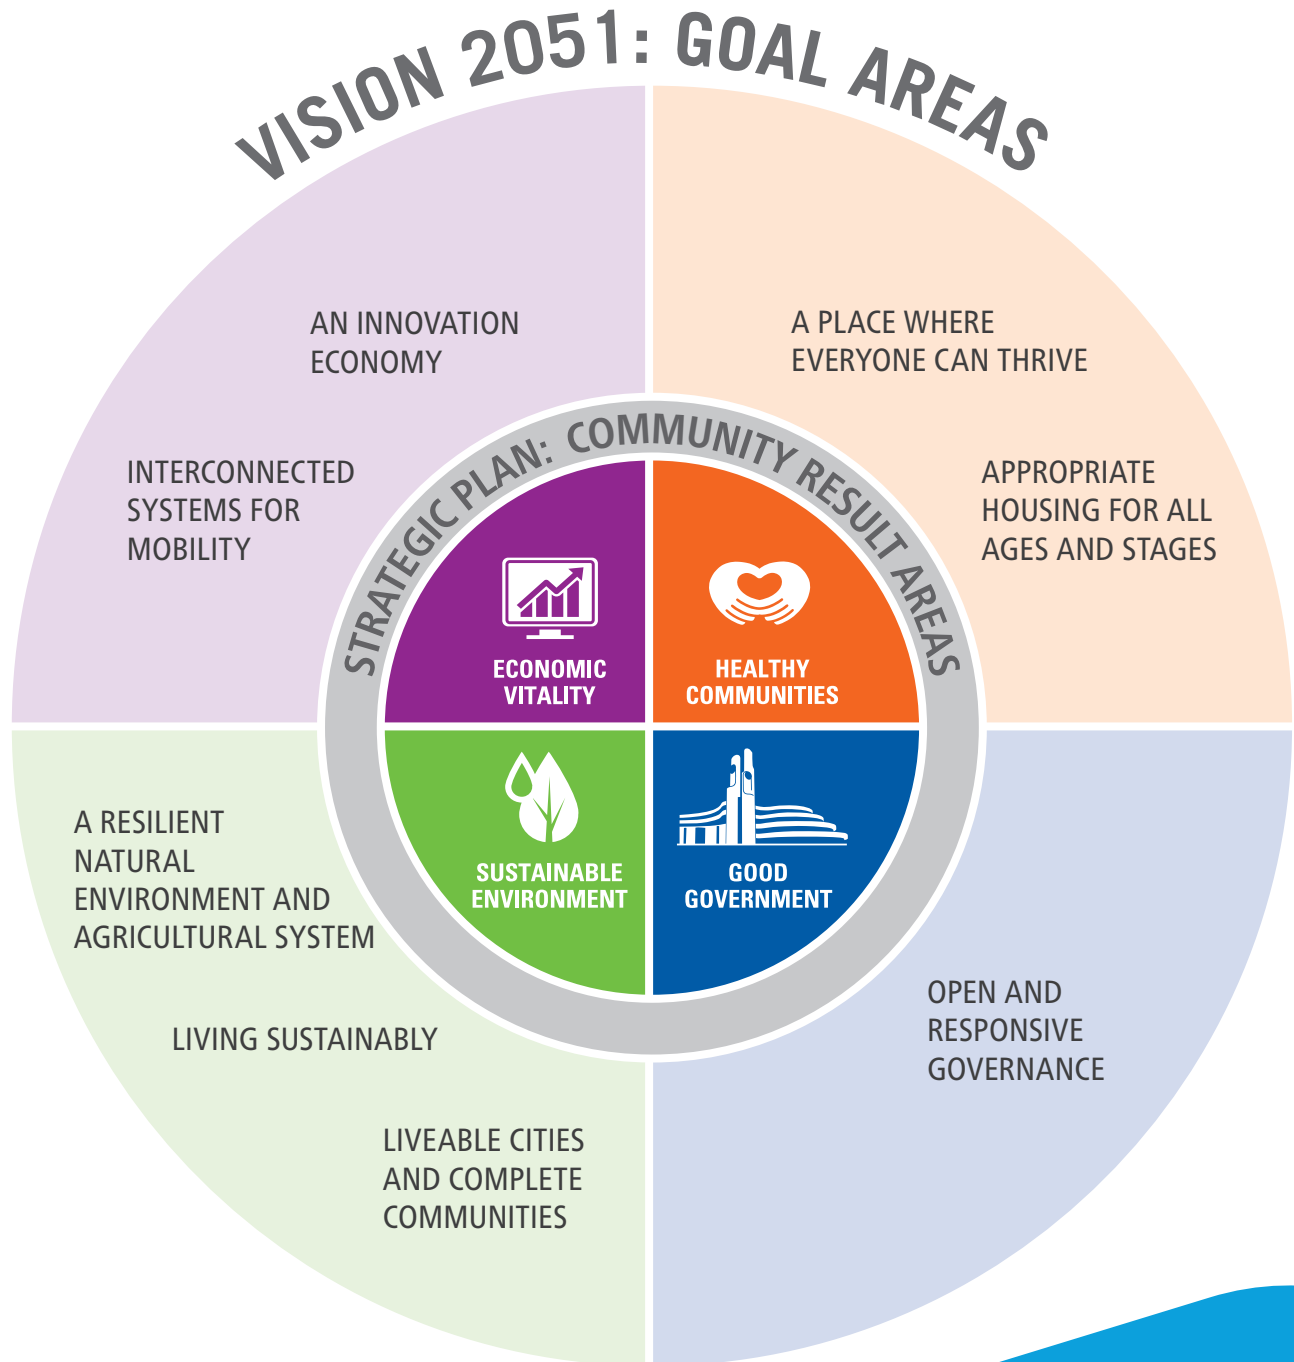 VISION 2051: GOAL AREAS
AN INNOVATION
ECONOMY
INTERCONNECTED
SYSTEMS FOR
MOBILITY
A PLACE WHERE
EVERYONE CAN THRIVE
APPROPRIATE
HOUSING FOR ALL
AGES AND STAGES
STRATEGIC PLAN: COMMUNITY RESULT AREAS
ECONOMIC
VITALITY
HEALTHY
COMMUNITIES
SUSTAINABLE
ENVIRONMENT
GOOD
GOVERNMENT
A RESILIENT
NATURAL
ENVIRONMENT AND
AGRICULTURAL SYSTEM
LIVING SUSTAINABLY
LIVEABLE CITIES
AND COMPLETE
COMMUNITIES
OPEN AND
RESPONSIVE
GOVERNANCE